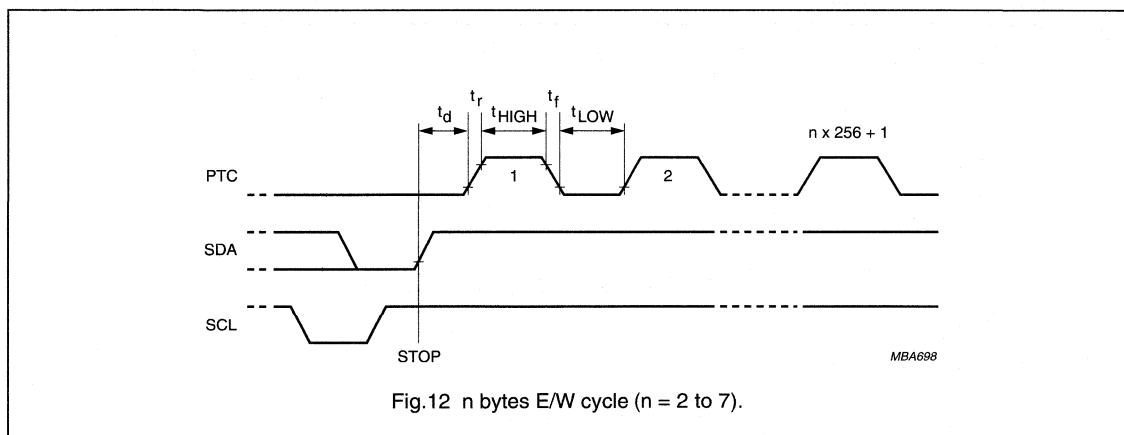 t_d
t_r
t_HIGH
t_f
t_LOW
n x 256 + 1
PTC
1
2
SDA
SCL
STOP
MBA698
Fig.12 n bytes E/W cycle (n = 2 to 7).